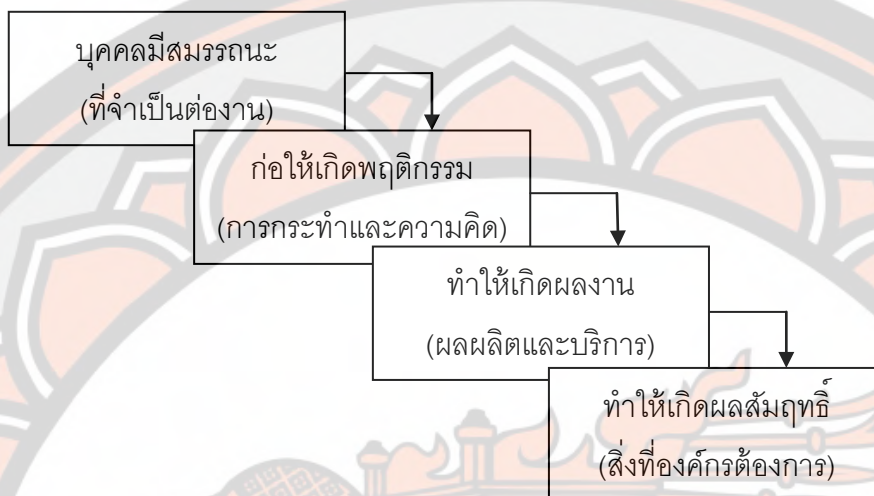 บุคคลมีสมรรถนะ
(ที่จำเป็นต่องาน)
ก่อให้เกิดพฤติกรรม
(การกระทำและความคิด)
ทำให้เกิดผลงาน
(ผลผลิตและบริการ)
ทำให้เกิดผลสัมฤทธิ์
(สิ่งที่องค์กรต้องการ)